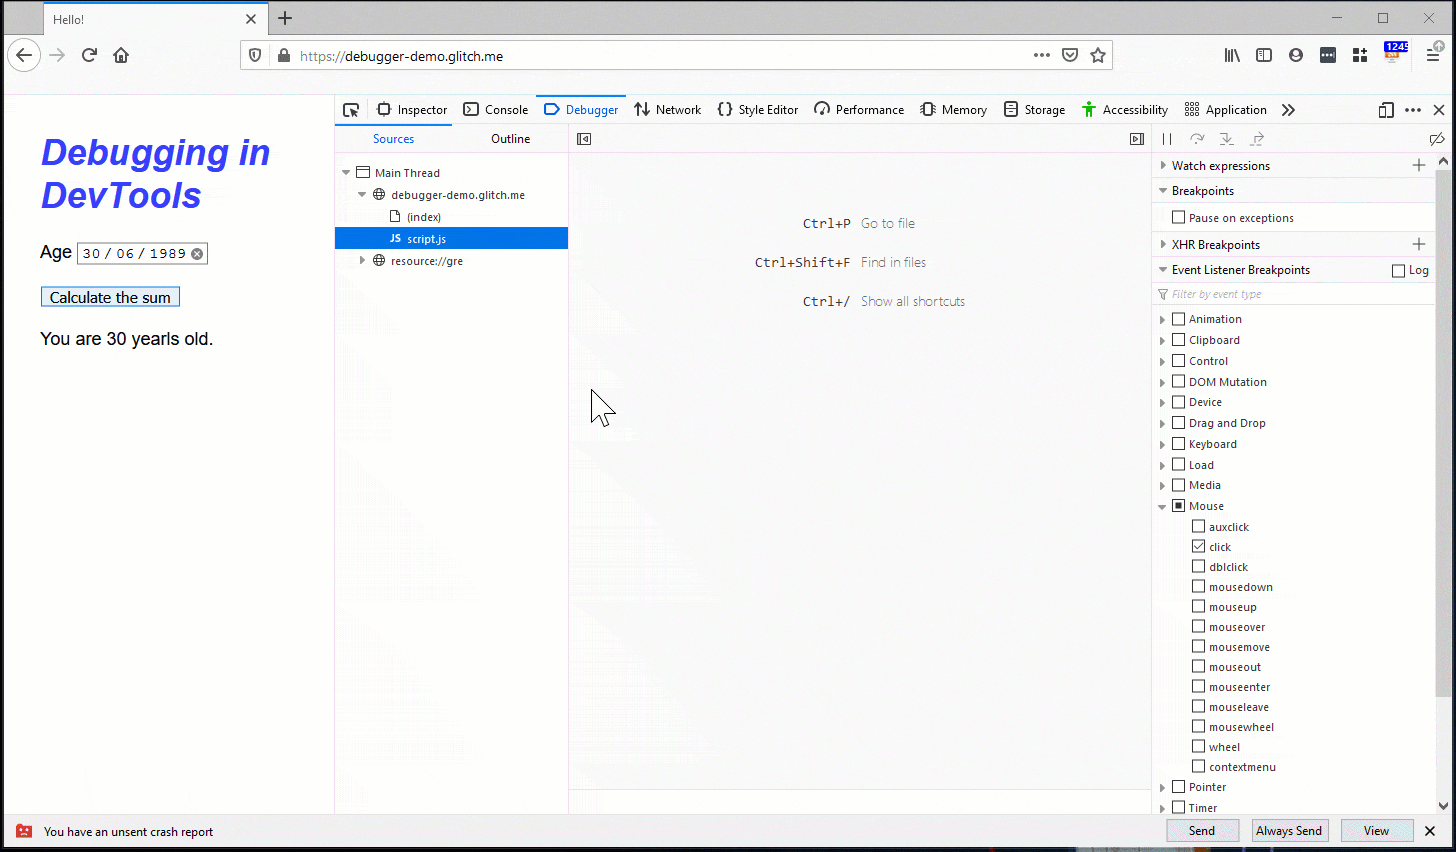 Hello!
https://debugger-demo.glitch.me
1245
Inspector Console Debugger Network Style Editor Performance Memory Storage Accessibility Application
Debugging in
DevTools
Age 30 / 06 / 1989
Calculate the sum
You are 30 yearls old.
Sources Outline
Main Thread
debugger-demo.glitch.me
(index)
JS script.js
resource://gre
Ctrl+P Go to file
Ctrl+Shift+F Find in files
Ctrl+/ Show all shortcuts
Watch expressions
Breakpoints
Pause on exceptions
XHR Breakpoints
Event Listener Breakpoints Log
Filter by event type
Animation
Clipboard
Control
DOM Mutation
Device
Drag and Drop
Keyboard
Load
Media
Mouse
auxclick
click
dblclick
mousedown
mouseup
mouseover
mousemove
mouseout
mouseenter
mouseleave
mousewheel
wheel
contextmenu
Pointer
Timer
You have an unsent crash report
Send Always Send View